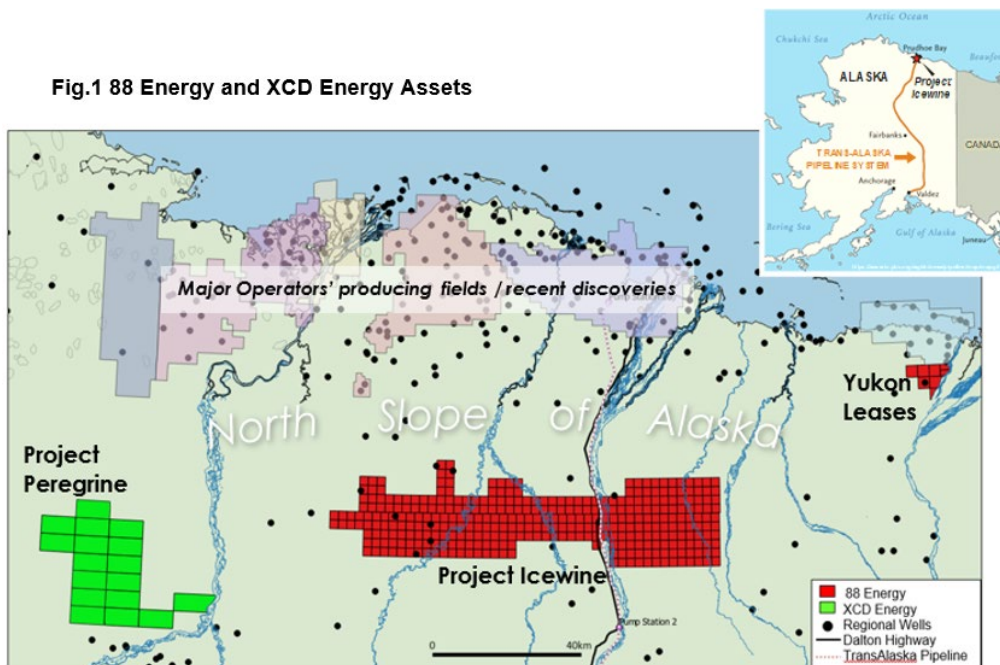 Fig.1 88 Energy and XCD Energy Assets
Arctic Ocean
Chukchi Sea
Prudhoe Bay
ALASKA
Project
Icewine
Fairbanks
CANAD
TRANS-ALASKA
PIPELINE SYSTEM
Anchorage
Valdez
Bering Sea
Gulf of Alaska
Juneau
Major Operators' producing fields / recent discoveries
Yukon
Leases
North Slope of Alaska
Project
Peregrine
Project Icewine
Pump Station 2
0 40km
88 Energy
XCD Energy
Regional Wells
Dalton Highway
TransAlaska Pipeline